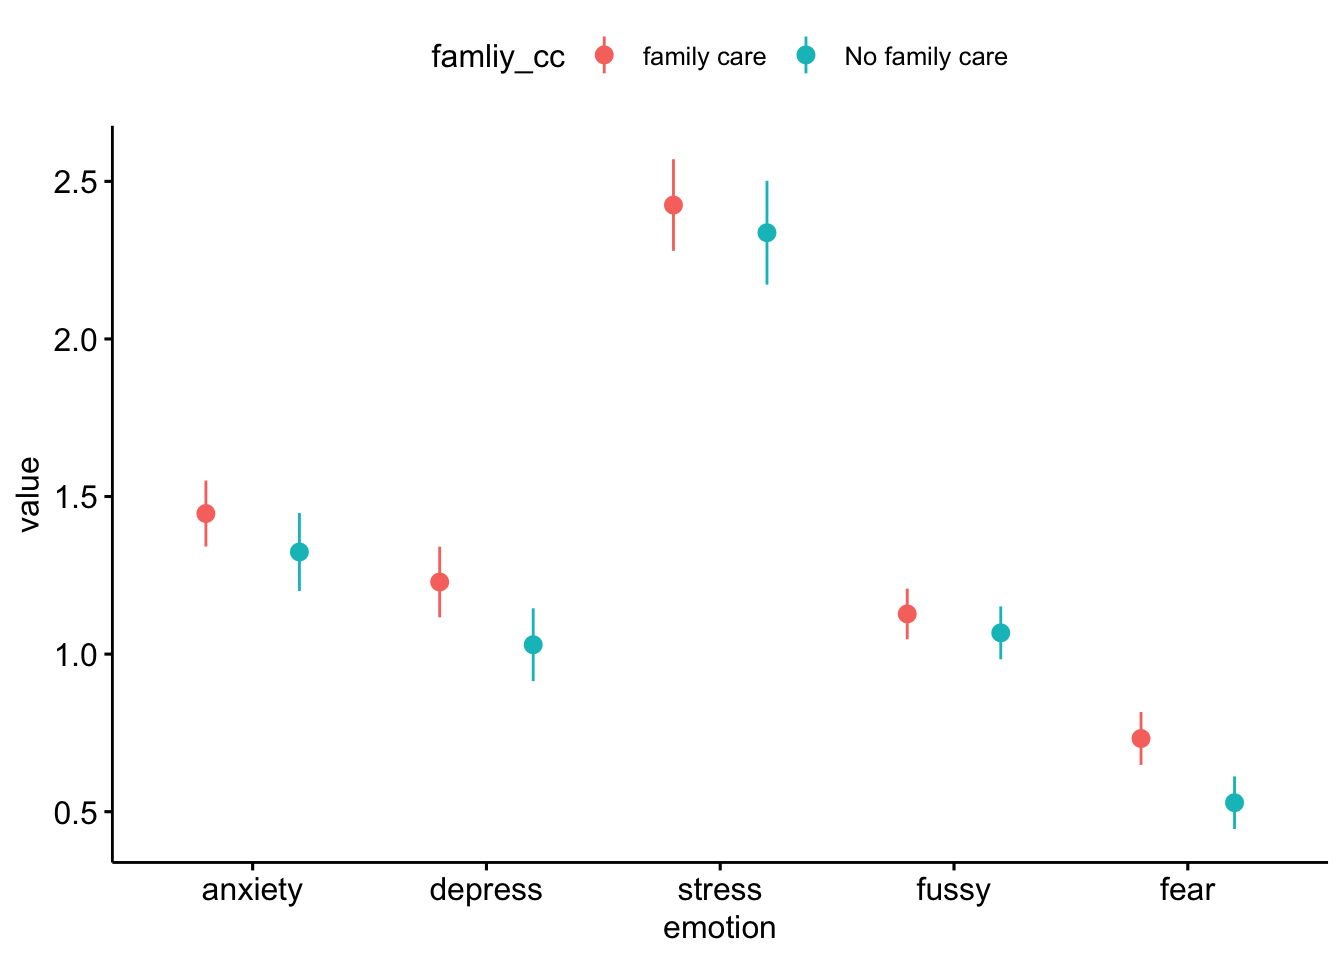 famliy_cc family care No family care
2.5
2.0
1.5
1.0
0.5
value
anxiety depress stress fussy fear
emotion